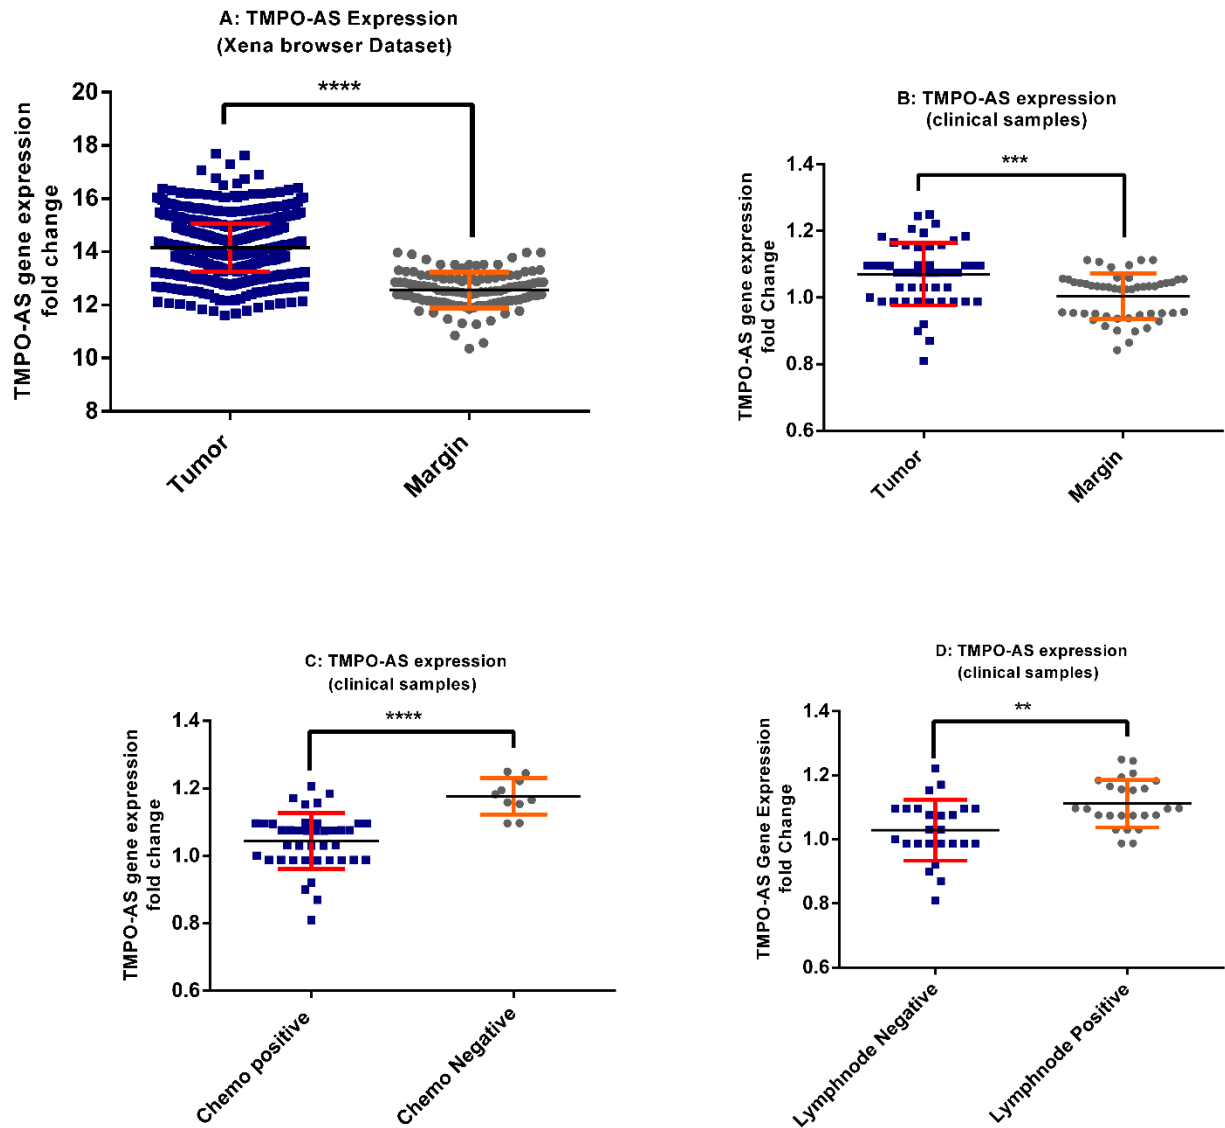 A: TMPO-AS Expression
(Xena browser Dataset)
TMPO-AS gene expression
fold change
20
18
16
14
12
10
8
****
Tumor
Margin
B: TMPO-AS expression
(clinical samples)
TMPO-AS gene expression
fold Change
1.4
1.2
1.0
0.8
0.6
***
Tumor
Margin
C: TMPO-AS expression
(clinical samples)
TMPO-AS gene expression
fold change
1.4
1.2
1.0
0.8
0.6
****
Chemo positive
Chemo Negative
D: TMPO-AS expression
(clinical samples)
TMPO-AS Gene Expression
fold Change
1.4
1.2
1.0
0.8
0.6
**
Lymphnode Negative
Lymphnode Positive